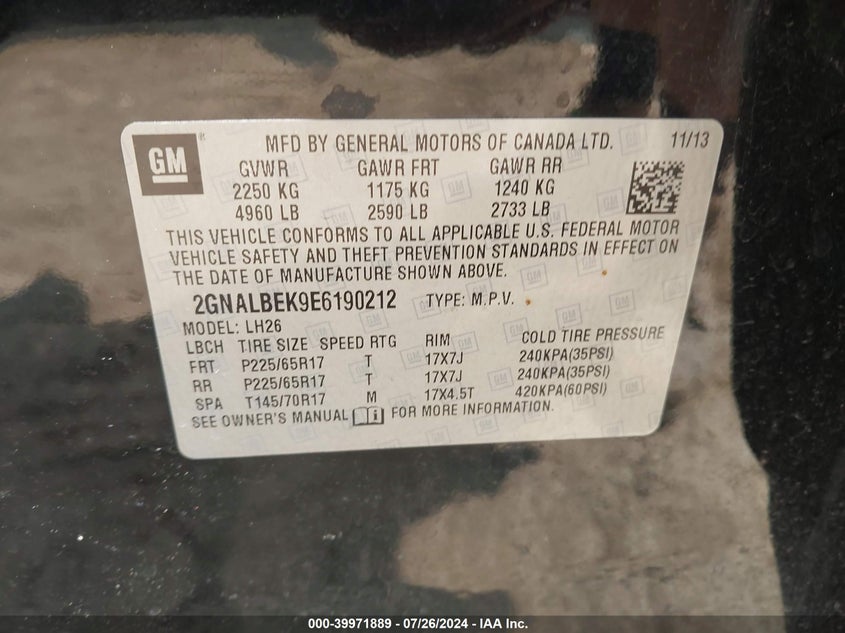 GM ® MFD BY GENERAL MOTORS OF CANADA LTD. 11/13
GVWR GAWR FRT GAWR RR
2250 KG 1175 KG 1240 KG
4960 LB 2590 LB 2733 LB
THIS VEHICLE CONFORMS TO ALL APPLICABLE U.S. FEDERAL MOTOR
VEHICLE SAFETY AND THEFT PREVENTION STANDARDS IN EFFECT ON
THE DATE OF MANUFACTURE SHOWN ABOVE.
2GNALBEK9E6190212 TYPE: M.P.V.
MODEL: LH26
LBCH TIRE SIZE SPEED RTG RIM COLD TIRE PRESSURE
FRT P225/65R17 T 17X7J 240KPA(35PSI)
RR P225/65R17 T 17X7J 240KPA(35PSI)
SPA T145/70R17 M 17X4.5T 420KPA(60PSI)
SEE OWNER'S MANUAL i FOR MORE INFORMATION.
000-39971889 / 07/26/2024 - IAA Inc.